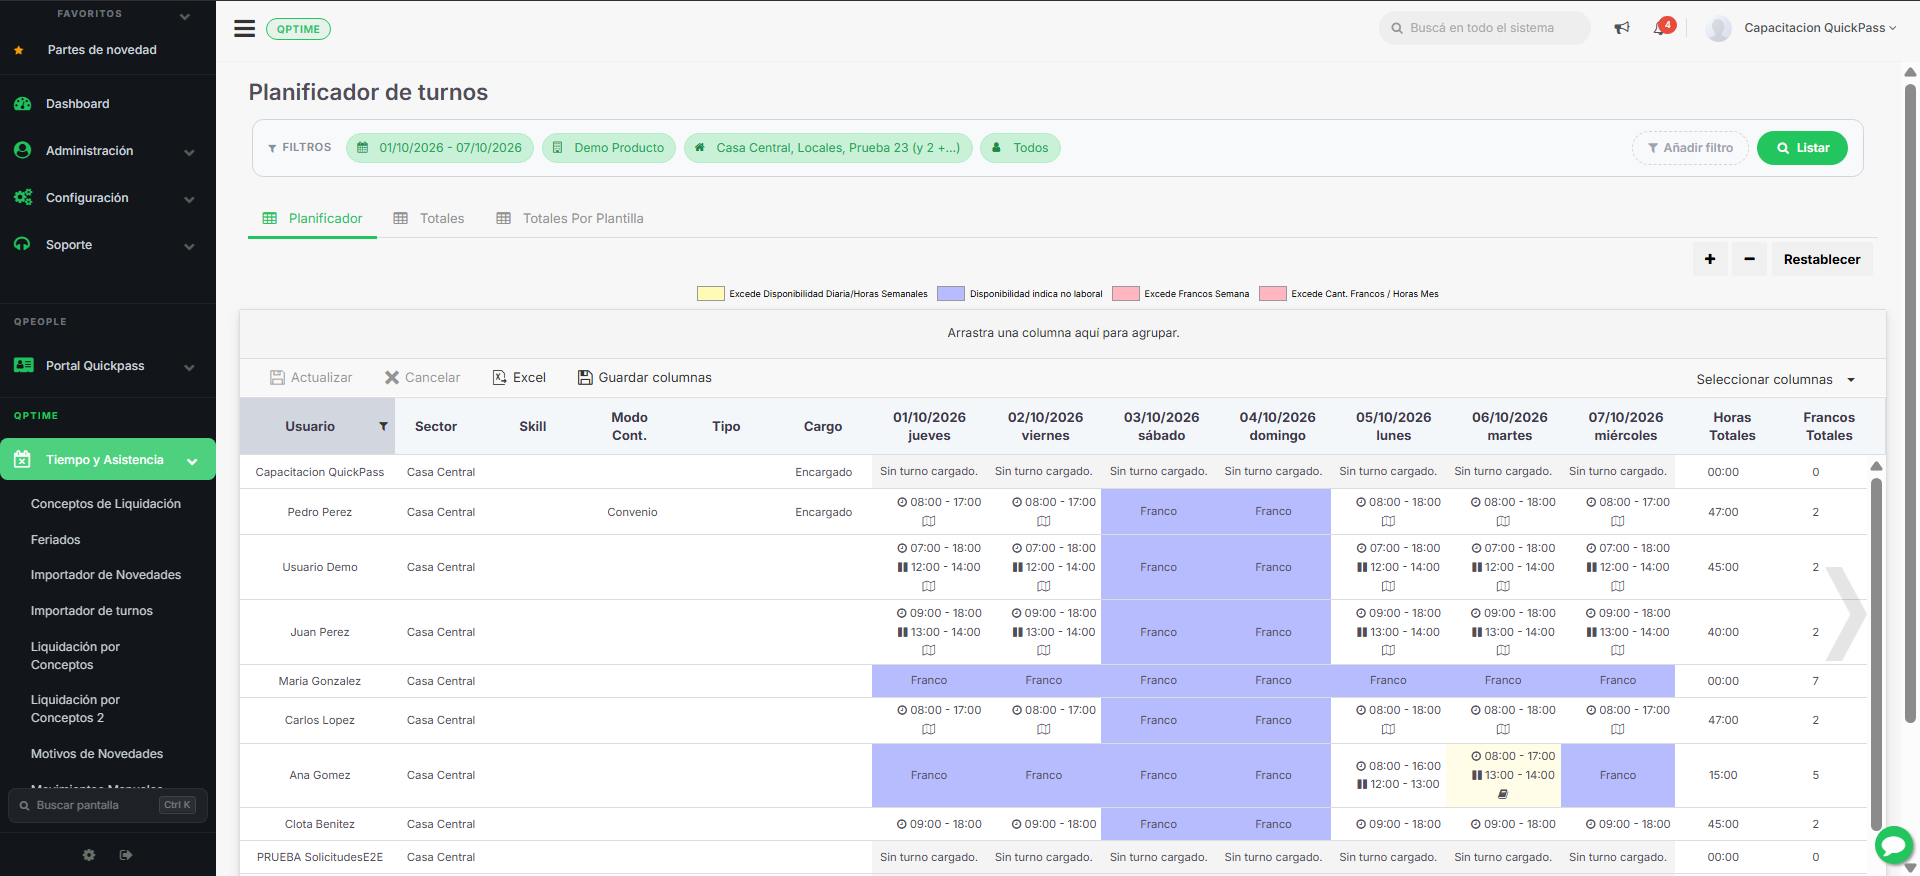 FAVORITOS
Partes de novedad
Dashboard
Administración
Configuración
Soporte
QPEOPLE
Portal Quickpass
QPTIME
Tiempo y Asistencia
Conceptos de Liquidación
Feriados
Importador de Novedades
Importador de turnos
Liquidación por
Conceptos
Liquidación por
Conceptos 2
Motivos de Novedades
Movimientos Manuales
Buscar pantalla Ctrl K
QPTIME
Buscá en todo el sistema
4
Capacitacion QuickPass
Planificador de turnos
FILTROS 01/10/2026 - 07/10/2026 Demo Producto Casa Central, Locales, Prueba 23 (y 2 +...) Todos Añadir filtro Listar
Planificador Totales Totales Por Plantilla
+ - Restablecer
Excede Disponibilidad Diaria/Horas Semanales Disponibilidad indica no laboral Excede Francos Semana Excede Cant. Francos / Horas Mes
Arrastra una columna aquí para agrupar.
Actualizar Cancelar Excel Guardar columnas Seleccionar columnas
Usuario Sector Skill Modo Cont. Tipo Cargo 01/10/2026 jueves 02/10/2026 viernes 03/10/2026 sábado 04/10/2026 domingo 05/10/2026 lunes 06/10/2026 martes 07/10/2026 miércoles Horas Totales Francos Totales
Capacitacion QuickPass Casa Central Encargado Sin turno cargado. Sin turno cargado. Sin turno cargado. Sin turno cargado. Sin turno cargado. Sin turno cargado. Sin turno cargado. 00:00 0
Pedro Perez Casa Central Convenio Encargado 08:00 - 17:00 08:00 - 17:00 Franco Franco 08:00 - 18:00 08:00 - 18:00 08:00 - 17:00 47:00 2
07:00 - 18:00 07:00 - 18:00 07:00 - 18:00 07:00 - 18:00 07:00 - 18:00
Usuario Demo Casa Central 12:00 - 14:00 12:00 - 14:00 Franco Franco 12:00 - 14:00 12:00 - 14:00 12:00 - 14:00 45:00 2
09:00 - 18:00 09:00 - 18:00 09:00 - 18:00 09:00 - 18:00 09:00 - 18:00
Juan Perez Casa Central 13:00 - 14:00 13:00 - 14:00 Franco Franco 13:00 - 14:00 13:00 - 14:00 13:00 - 14:00 40:00 2
Maria Gonzalez Casa Central Franco Franco Franco Franco Franco Franco Franco 00:00 7
Carlos Lopez Casa Central 08:00 - 17:00 08:00 - 17:00 Franco Franco 08:00 - 18:00 08:00 - 18:00 08:00 - 17:00 47:00 2
08:00 - 16:00 08:00 - 17:00
Ana Gomez Casa Central Franco Franco Franco Franco 12:00 - 13:00 13:00 - 14:00 Franco 15:00 5
Clota Benitez Casa Central 09:00 - 18:00 09:00 - 18:00 Franco Franco 09:00 - 18:00 09:00 - 18:00 09:00 - 18:00 45:00 2
PRUEBA SolicitudesE2E Casa Central Sin turno cargado. Sin turno cargado. Sin turno cargado. Sin turno cargado. Sin turno cargado. Sin turno cargado. Sin turno cargado. 00:00 0